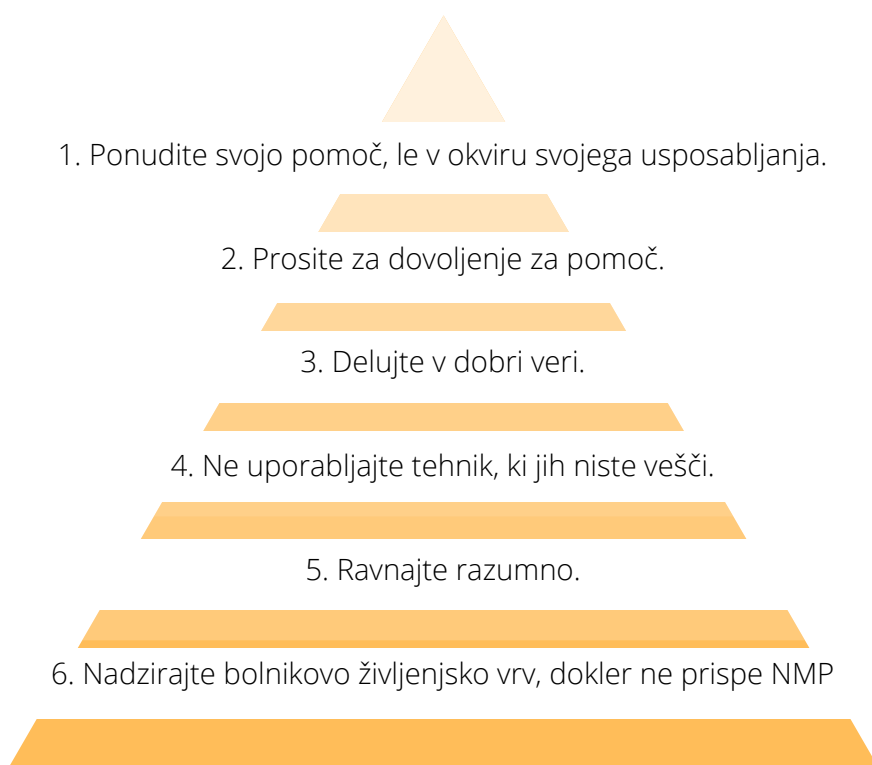 1. Ponudite svojo pomoč, le v okviru svojega usposabljanja.
2. Prosite za dovoljenje za pomoč.
3. Delujte v dobri veri.
4. Ne uporabljajte tehnik, ki jih niste vešči.
5. Ravnajte razumno.
6. Nadzirajte bolnikovo življenjsko vrv, dokler ne prispe NMP